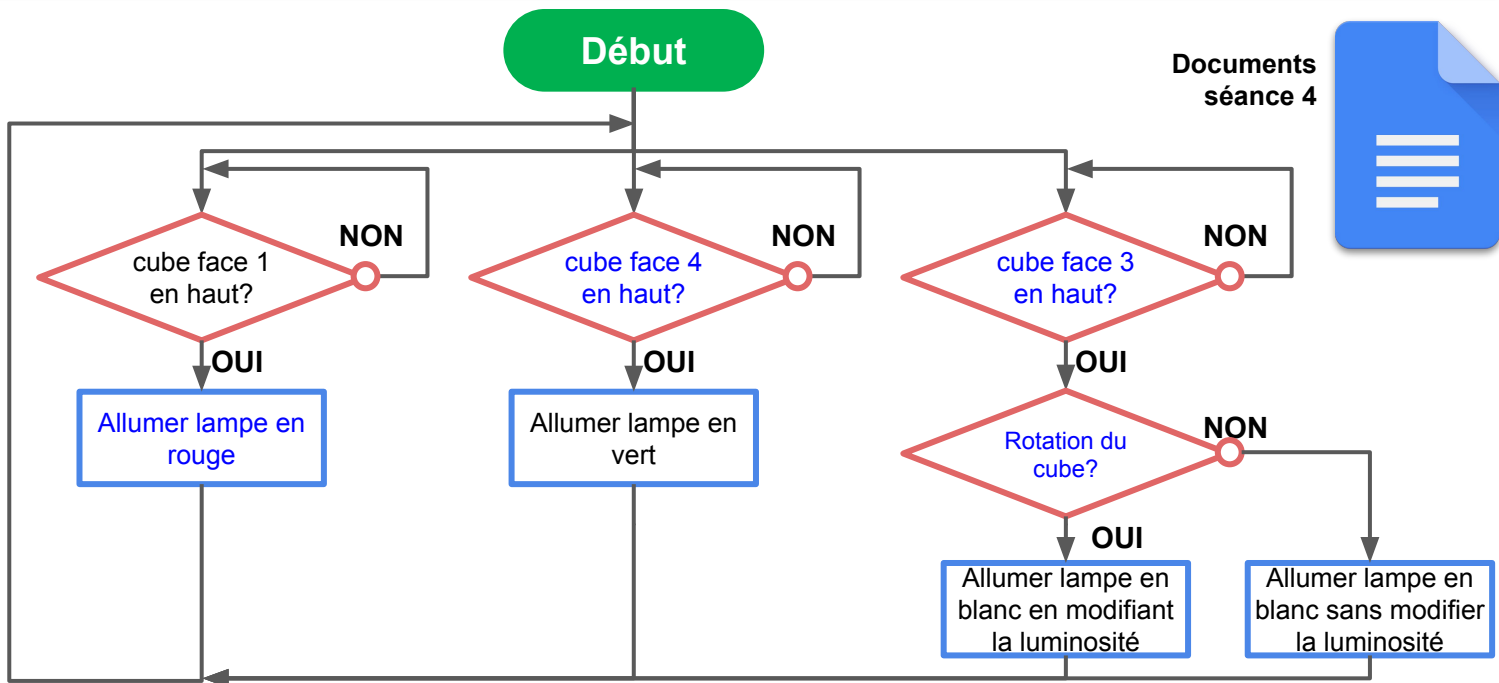 Début
Documents
séance 4
NON
NON
NON
cube face 1
en haut?
cube face 4
en haut?
cube face 3
en haut?
OUI
OUI
OUI
Allumer lampe en
rouge
Allumer lampe en
vert
Rotation du
cube?
NON
OUI
Allumer lampe en
blanc en modifiant
la luminosité
Allumer lampe en
blanc sans modifier
la luminosité